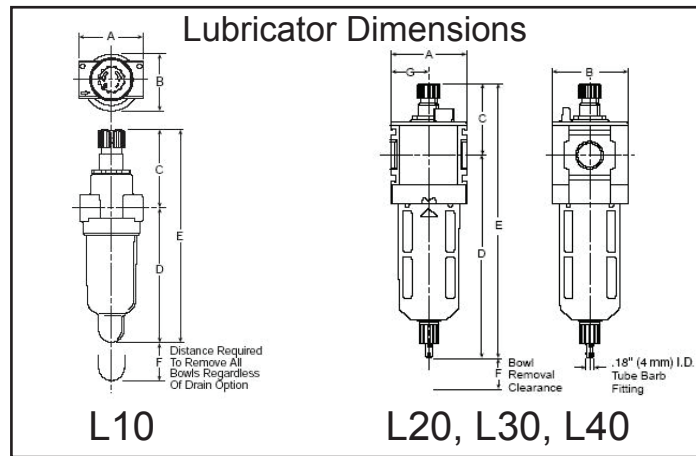 Lubricator Dimensions
A
B
C
D
E
F
Distance Required
To Remove All
Bowls Regardless
Of Drain Option
L10
A
G
C
D
E
F
Bowl
Removal
Clearance
B
.18" (4 mm) I.D.
Tube Barb
Fitting
L20, L30, L40